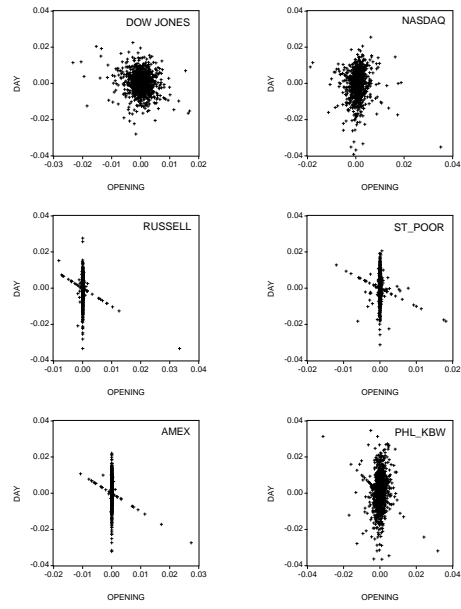 DOW JONES
0.04
0.02
0.00
-0.02
-0.04
DAY
-0.03 -0.02 -0.01 0.00 0.01 0.02
OPENING
NASDAQ
0.04
0.02
0.00
-0.02
-0.04
DAY
-0.02 0.00 0.02 0.04
OPENING
RUSSELL
0.04
0.02
0.00
-0.02
-0.04
DAY
-0.01 0.00 0.01 0.02 0.03 0.04
OPENING
ST_POOR
0.04
0.02
0.00
-0.02
-0.04
DAY
-0.02 -0.01 0.00 0.01 0.02
OPENING
AMEX
0.04
0.02
0.00
-0.02
-0.04
DAY
-0.02 -0.01 0.00 0.01 0.02 0.03
OPENING
PHL_KBW
0.04
0.02
0.00
-0.02
-0.04
DAY
-0.04 -0.02 0.00 0.02 0.04
OPENING